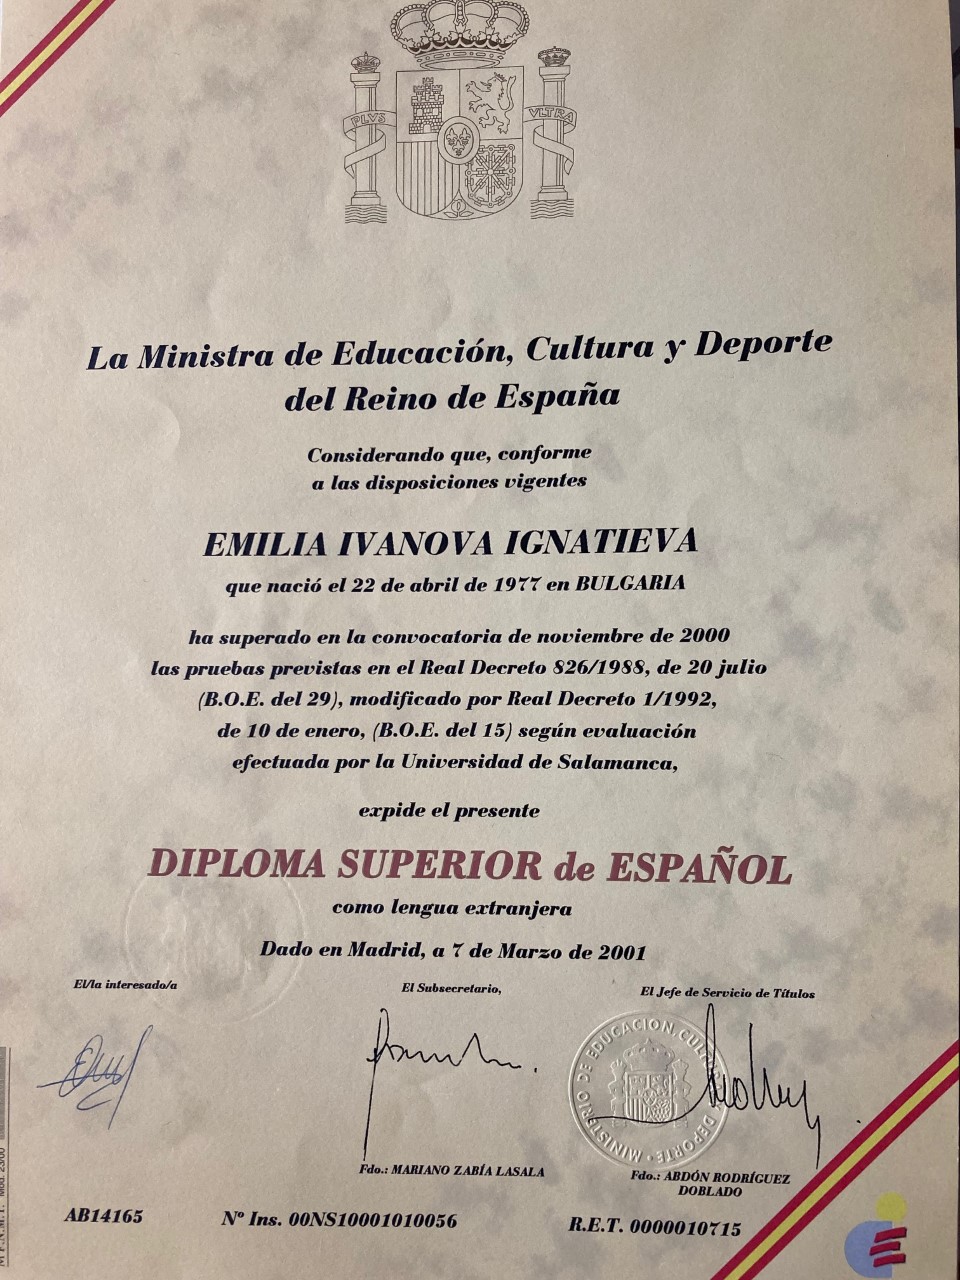 PLVS VLTRA
La Ministra de Educación, Cultura y Deporte
del Reino de España
Considerando que, conforme
a las disposiciones vigentes
EMILIA IVANOVA IGNATIEVA
que nació el 22 de abril de 1977 en BULGARIA
ha superado en la convocatoria de noviembre de 2000
las pruebas previstas en el Real Decreto 826/1988, de 20 julio
(B.O.E. del 29), modificado por Real Decreto 1/1992,
de 10 de enero, (B.O.E. del 15) según evaluación
efectuada por la Universidad de Salamanca,
expide el presente
DIPLOMA SUPERIOR de ESPAÑOL
como lengua extranjera
Dado en Madrid, a 7 de Marzo de 2001
El/la interesado/a
El Subsecretario,
El Jefe de Servicio de Títulos
MINISTERIO DE EDUCACION, CULTURA Y DEPORTE
Fdo.: MARIANO ZABÍA LASALA
Fdo.: ABDÓN RODRÍGUEZ
DOBLADO
AB14165
Nº Ins. 00NS10001010056
R.E.T. 0000010715
Mod. 23/00